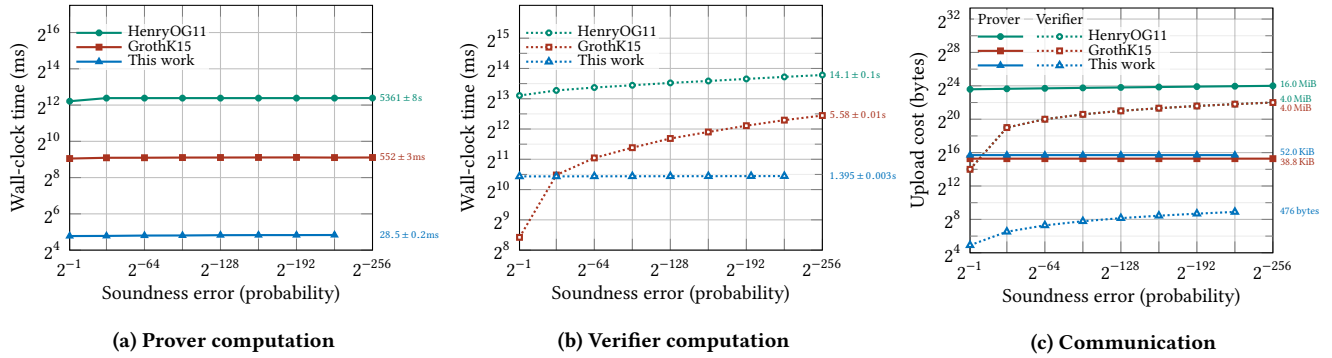 2^16
2^14
2^12
2^10
2^8
2^6
2^4
Wall-clock time (ms)
HenryOG11
GrothK15
This work
5361 ± 8s
552 ± 3ms
28.5 ± 0.2ms
2^−1
2^−64
2^−128
2^−192
2^−256
Soundness error (probability)
(a) Prover computation
2^15
2^14
2^13
2^12
2^11
2^10
2^9
2^8
Wall-clock time (ms)
HenryOG11
GrothK15
This work
14.1 ± 0.1s
5.58 ± 0.01s
1.395 ± 0.003s
2^−1
2^−64
2^−128
2^−192
2^−256
Soundness error (probability)
(b) Verifier computation
2^32
2^28
2^24
2^20
2^16
2^12
2^8
2^4
Upload cost (bytes)
Prover Verifier
HenryOG11
GrothK15
This work
16.0 MiB
4.0 MiB
4.0 MiB
52.0 KiB
38.8 KiB
476 bytes
2^−1
2^−64
2^−128
2^−192
2^−256
Soundness error (probability)
(c) Communication